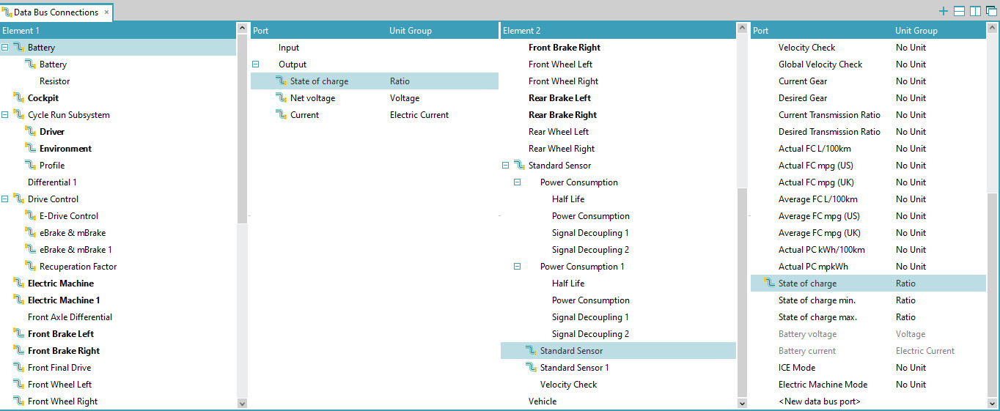 Data Bus Connections ×
Element 1
Battery
Battery
Resistor
Cockpit
Cycle Run Subsystem
Driver
Environment
Profile
Differential 1
Drive Control
E-Drive Control
eBrake & mBrake
eBrake & mBrake 1
Recuperation Factor
Electric Machine
Electric Machine 1
Front Axle Differential
Front Brake Left
Front Brake Right
Front Final Drive
Front Wheel Left
Front Wheel Right
Port Unit Group
Input
Output
State of charge Ratio
Net voltage Voltage
Current Electric Current
Element 2
Front Brake Right
Front Wheel Left
Front Wheel Right
Rear Brake Left
Rear Brake Right
Rear Wheel Left
Rear Wheel Right
Standard Sensor
Power Consumption
Half Life
Power Consumption
Signal Decoupling 1
Signal Decoupling 2
Power Consumption 1
Half Life
Power Consumption
Signal Decoupling 1
Signal Decoupling 2
Standard Sensor
Standard Sensor 1
Velocity Check
Vehicle
Port Unit Group
Velocity Check No Unit
Global Velocity Check No Unit
Current Gear No Unit
Desired Gear No Unit
Current Transmission Ratio No Unit
Desired Transmission Ratio No Unit
Actual FC L/100km No Unit
Actual FC mpg (US) No Unit
Actual FC mpg (UK) No Unit
Average FC L/100km No Unit
Average FC mpg (US) No Unit
Average FC mpg (UK) No Unit
Actual PC kWh/100km No Unit
Actual PC mpkWh No Unit
State of charge Ratio
State of charge min. Ratio
State of charge max. Ratio
Battery voltage Voltage
Battery current Electric Current
ICE Mode No Unit
Electric Machine Mode No Unit
<New data bus port>